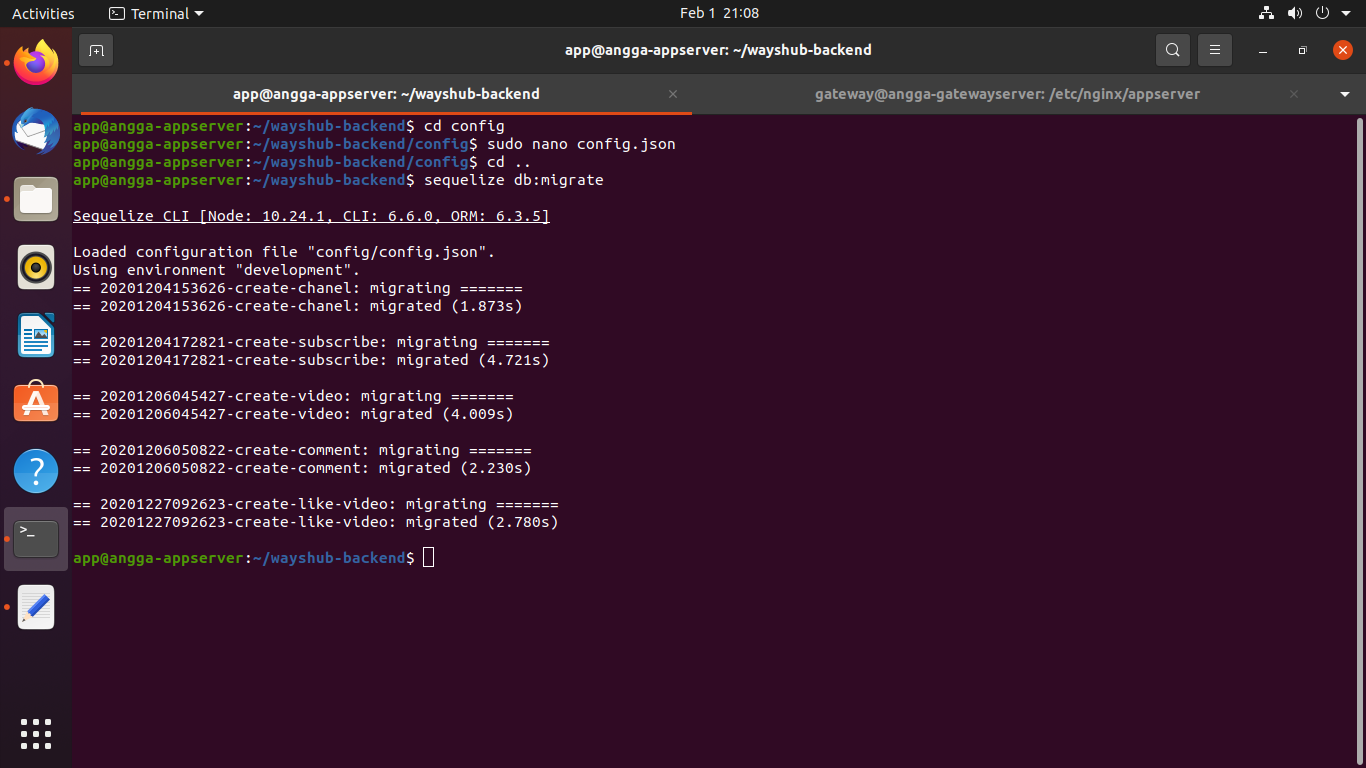 Activities
Terminal
Feb 1 21:08
app@angga-appserver: ~/wayshub-backend
app@angga-appserver: ~/wayshub-backend
gateway@angga-gatewayserver: /etc/nginx/appserver
app@angga-appserver:~/wayshub-backend$ cd config
app@angga-appserver:~/wayshub-backend/config$ sudo nano config.json
app@angga-appserver:~/wayshub-backend/config$ cd ..
app@angga-appserver:~/wayshub-backend$ sequelize db:migrate
Sequelize CLI [Node: 10.24.1, CLI: 6.6.0, ORM: 6.3.5]
Loaded configuration file "config/config.json".
Using environment "development".
== 20201204153626-create-chanel: migrating =======
== 20201204153626-create-chanel: migrated (1.873s)
== 20201204172821-create-subscribe: migrating =======
== 20201204172821-create-subscribe: migrated (4.721s)
== 20201206045427-create-video: migrating =======
== 20201206045427-create-video: migrated (4.009s)
== 20201206050822-create-comment: migrating =======
== 20201206050822-create-comment: migrated (2.230s)
== 20201227092623-create-like-video: migrating =======
== 20201227092623-create-like-video: migrated (2.780s)
app@angga-appserver:~/wayshub-backend$